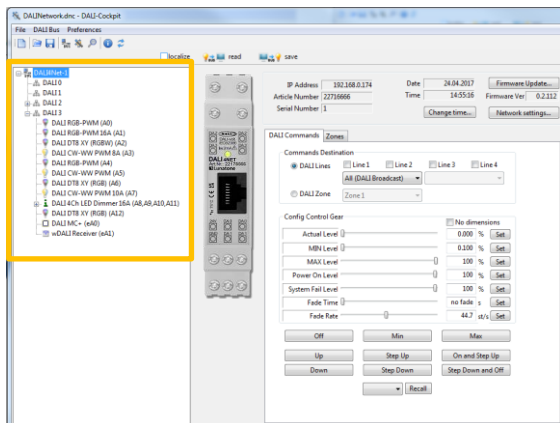 DALINetwork.dnc - DALI-Cockpit
File DALI Bus Preferences
localize read save
DALI4Net-1
DALI 0
DALI 1
DALI 2
DALI 3
DALI RGB-PWM (A0)
DALI RGB-PWM 16A (A1)
DALI DT8 XY (RGBW) (A2)
DALI CW-WW PWM 8A (A3)
DALI RGB-PWM (A4)
DALI CW-WW PWM (A5)
DALI DT8 XY (RGB) (A6)
DALI CW-WW PWM 10A (A7)
DALI 4Ch LED Dimmer 16A (A8,A9,A10,A11)
DALI DT8 XY (RGB) (A12)
DALI MC+ (eA0)
wDALI Receiver (eA1)
DALI 4NET
Lunatone
IP Address 192.168.0.174 Date 24.04.2017 Firmware Update...
Article Number 22716666 Time 14:55:16 Firmware Ver 0.2.112
Serial Number 1 Change time... Network settings...
DALI Commands Zones
Commands Destination
DALI Lines Line 1 Line 2 Line 3 Line 4
All (DALI Broadcast)
DALI Zone Zone 1
Config Control Gear
No dimensions
Actual Level 0.000 % Set
MIN Level 0.100 % Set
MAX Level 100 % Set
Power On Level 100 % Set
System Fail Level 100 % Set
Fade Time no fade s Set
Fade Rate 44.7 st/s Set
Off Min Max
Up Step Up On and Step Up
Down Step Down Step Down and Off
Recall